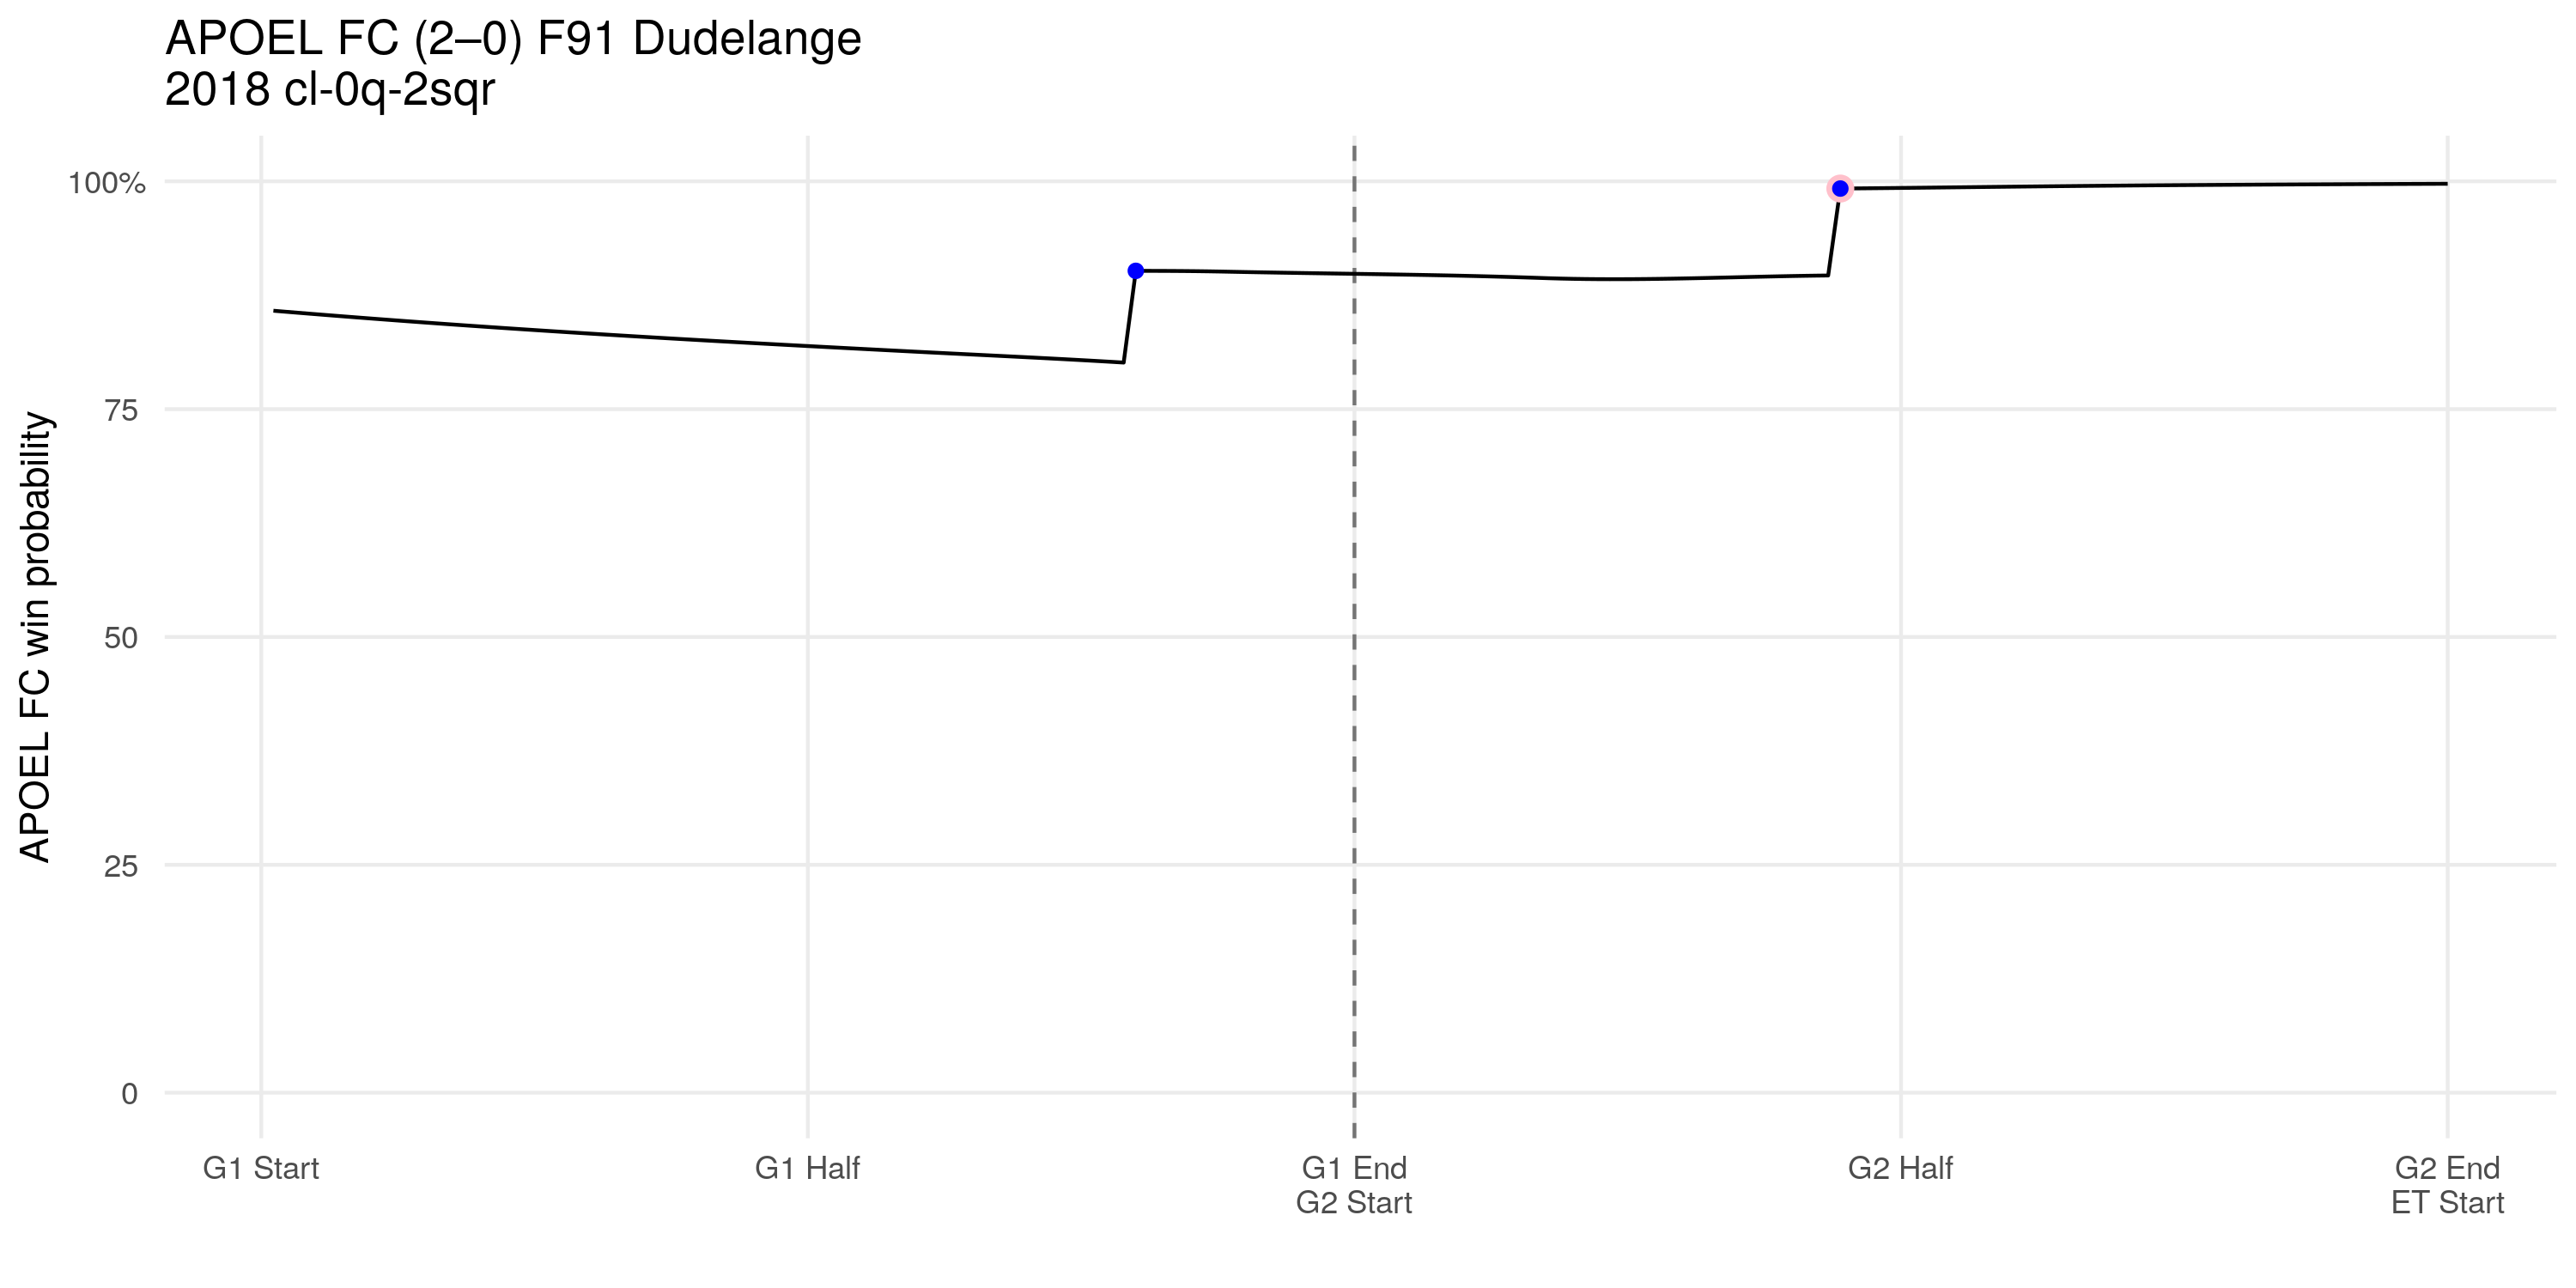 APOEL FC (2–0) F91 Dudelange
2018 cl-0q-2sqr
APOEL FC win probability
100%
75
50
25
0
G1 Start
G1 Half
G1 End
G2 Start
G2 Half
G2 End
ET Start